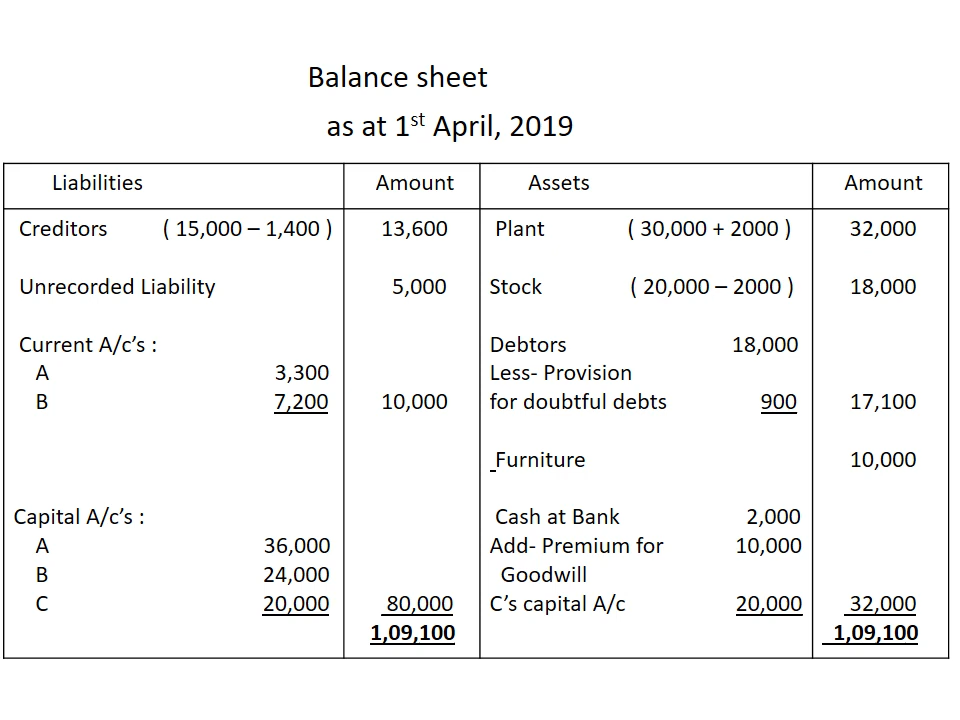 Balance sheet
as at 1st April, 2019
Liabilities Amount Assets Amount
Creditors ( 15,000 – 1,400 ) 13,600 Plant ( 30,000 + 2000 ) 32,000
Unrecorded Liability 5,000 Stock ( 20,000 – 2000 ) 18,000
Current A/c’s : Debtors 18,000
A 3,300 Less- Provision
B 7,200 10,000 for doubtful debts 900 17,100
Furniture 10,000
Capital A/c’s : Cash at Bank 2,000
A 36,000 Add- Premium for 10,000
B 24,000 Goodwill
C 20,000 80,000 C’s capital A/c 20,000 32,000
1,09,100 1,09,100